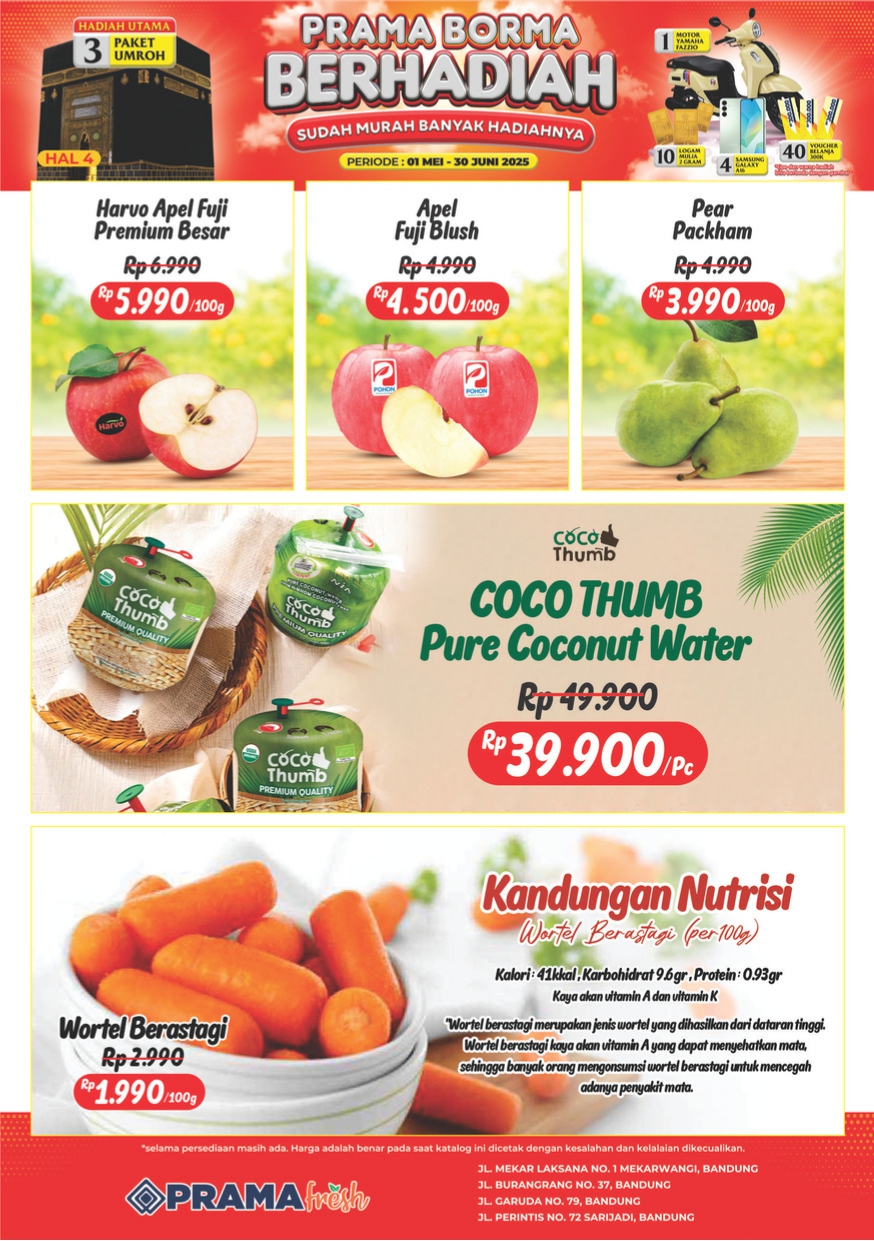 HADIAH UTAMA
3 PAKET UMROH
PRAMA BORMA
BERHADIAH
SUDAH MURAH BANYAK HADIAHNYA
PERIODE : 01 MEI - 30 JUNI 2025
HAL 4
1 MOTOR YAMAHA FAZZIO
10 LOGAM MULIA 2 GRAM
4 SAMSUNG GALAXY A16
40 VOUCHER BELANJA 300K
Harvo Apel Fuji
Premium Besar
Rp 6.990
Rp 5.990/100g
Harvo
Apel
Fuji Blush
Rp 4.990
Rp 4.500/100g
POHON
POHON
Pear
Packham
Rp 4.990
Rp 3.990/100g
COCO Thumb
PREMIUM QUALITY
COCO Thumb
COCO Thumb
PREMIUM QUALITY
COCO
Thumb
COCO THUMB
Pure Coconut Water
Rp 49.900
Rp 39.900/Pc
Wortel Berastagi
Rp 2.990
Rp 1.990/100g
Kandungan Nutrisi
Wortel Berastagi (per 100g)
Kalori : 41kkal , Karbohidrat 9.6 gr , Protein : 0.93gr
Kaya akan vitamin A dan vitamin K
"Wortel berastagi merupakan jenis wortel yang dihasilkan dari dataran tinggi.
Wortel berastagi kaya akan vitamin A yang dapat menyehatkan mata,
sehingga banyak orang mengonsumsi wortel berastagi untuk mencegah
adanya penyakit mata.
*selama persediaan masih ada. Harga adalah benar pada saat katalog ini dicetak dengan kesalahan dan kelalaian dikecualikan.
PRAMA fresh
JL. MEKAR LAKSANA NO. 1 MEKARWANGI, BANDUNG
JL. BURANGRANG NO. 37, BANDUNG
JL. GARUDA NO. 79, BANDUNG
JL. PERINTIS NO. 72 SARIJADI, BANDUNG